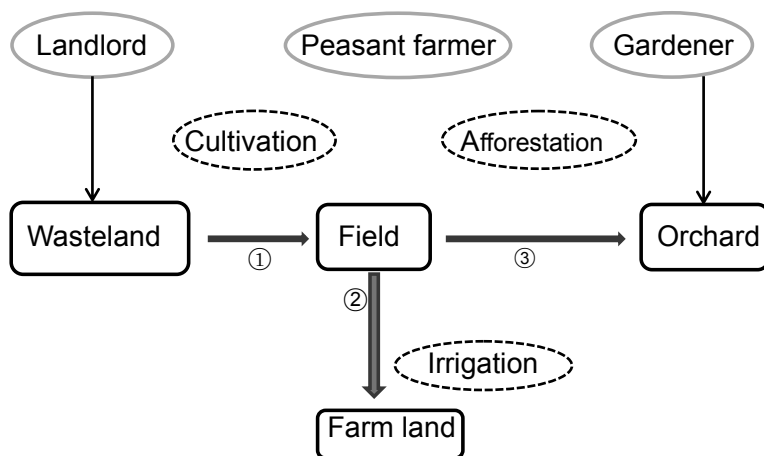 Landlord
Peasant farmer
Gardener
Cultivation
Afforestation
Wasteland
Field
Orchard
①
③
②
Irrigation
Farm land